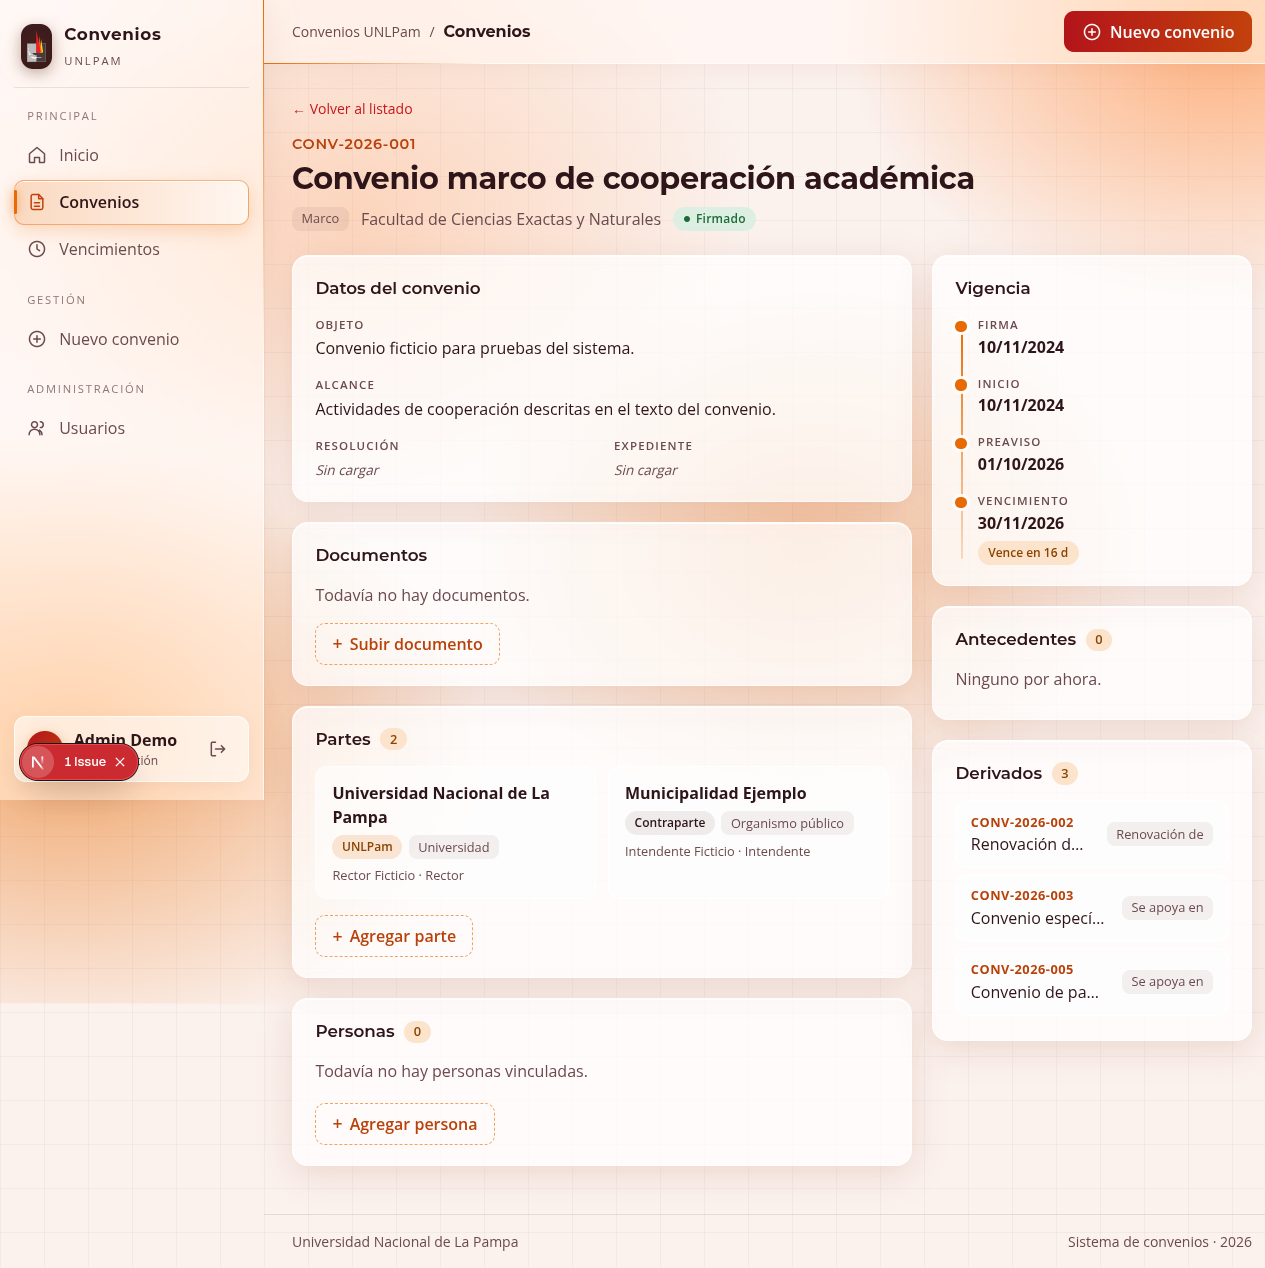 Convenios
UNLPAM
PRINCIPAL
Inicio
Convenios
Vencimientos
GESTIÓN
Nuevo convenio
ADMINISTRACIÓN
Usuarios
Admin Demo
1 Issue
Convenios UNLPam / Convenios
Nuevo convenio
← Volver al listado
CONV-2026-001
Convenio marco de cooperación académica
Marco Facultad de Ciencias Exactas y Naturales Firmado
Datos del convenio
OBJETO
Convenio ficticio para pruebas del sistema.
ALCANCE
Actividades de cooperación descritas en el texto del convenio.
RESOLUCIÓN EXPEDIENTE
Sin cargar Sin cargar
Documentos
Todavía no hay documentos.
+ Subir documento
Partes 2
Universidad Nacional de La
Pampa
UNLPam Universidad
Rector Ficticio · Rector
Municipalidad Ejemplo
Contraparte Organismo público
Intendente Ficticio · Intendente
+ Agregar parte
Personas 0
Todavía no hay personas vinculadas.
+ Agregar persona
Vigencia
FIRMA
10/11/2024
INICIO
10/11/2024
PREAVISO
01/10/2026
VENCIMIENTO
30/11/2026
Vence en 16 d
Antecedentes 0
Ninguno por ahora.
Derivados 3
CONV-2026-002
Renovación d... Renovación de
CONV-2026-003
Convenio especí... Se apoya en
CONV-2026-005
Convenio de pa... Se apoya en
Universidad Nacional de La Pampa
Sistema de convenios · 2026